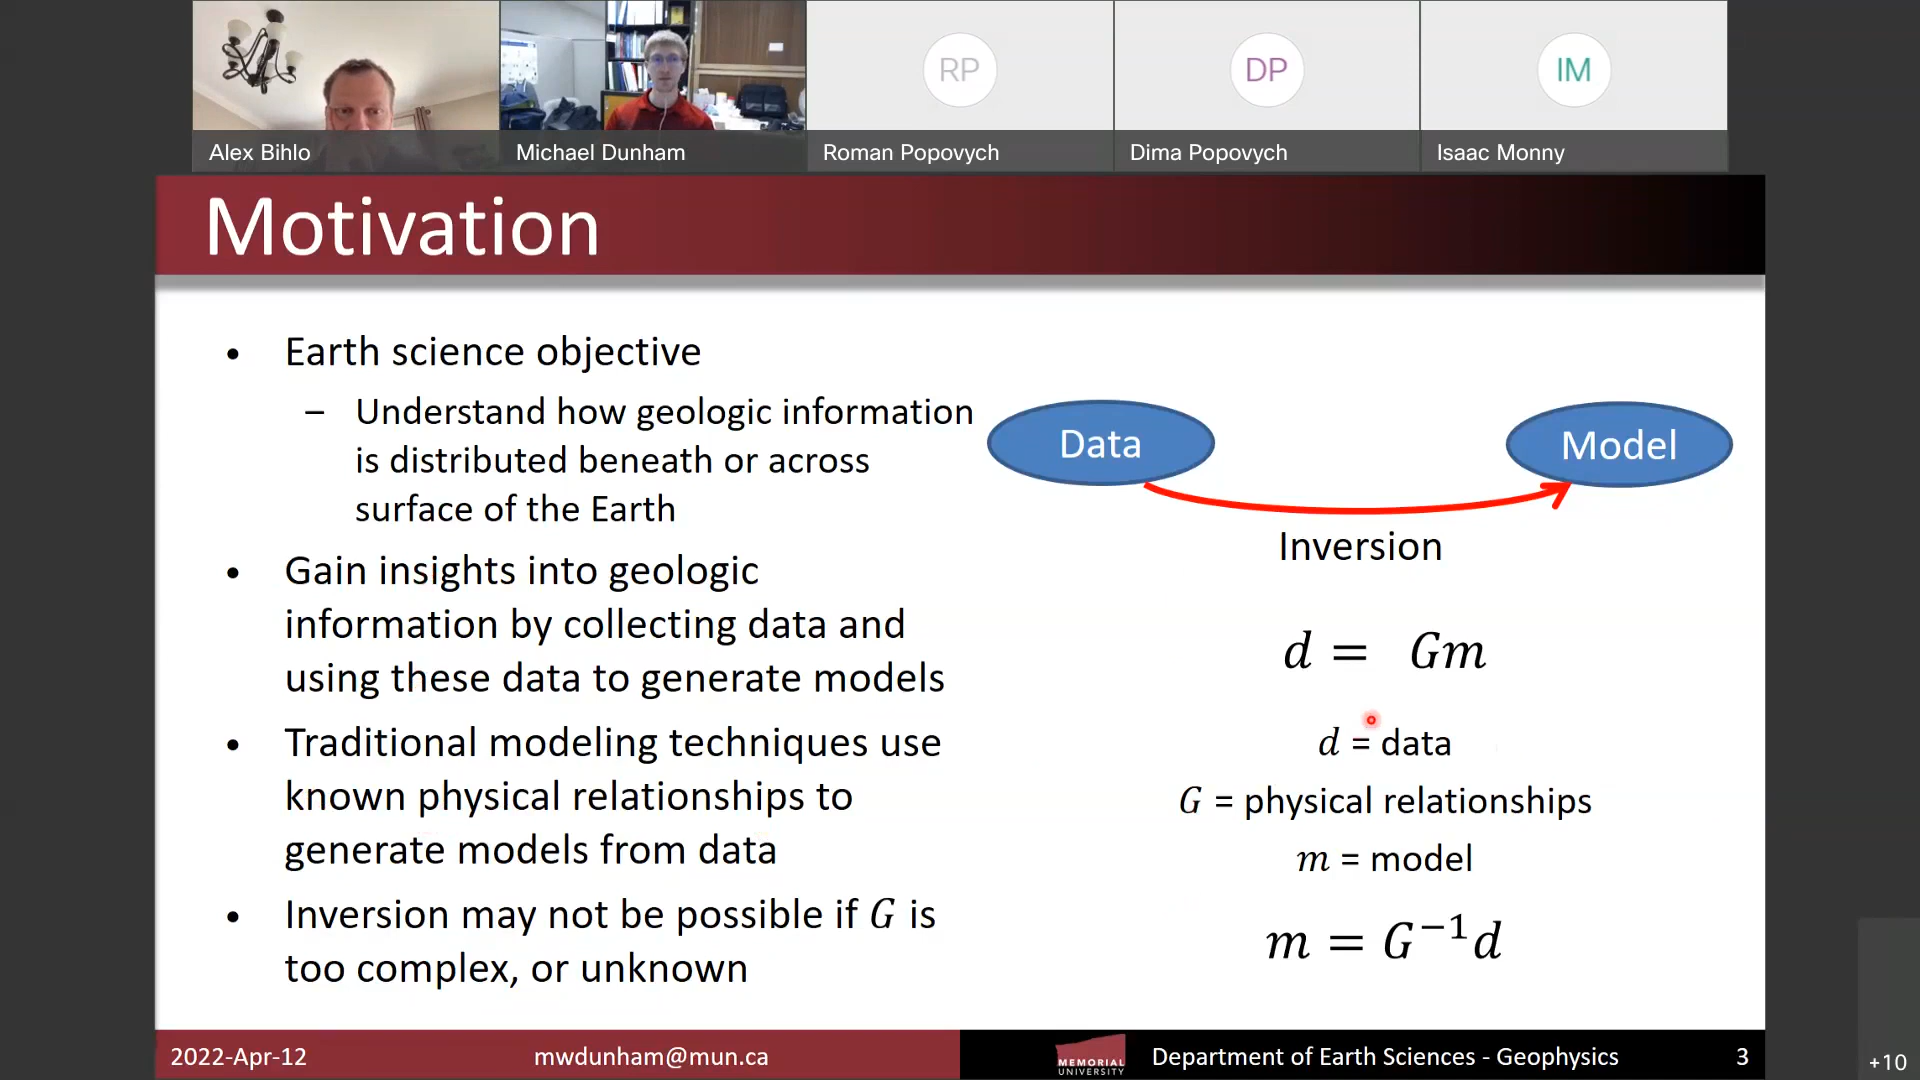 RP
DP
IM
Alex Bihlo
Michael Dunham
Roman Popovych
Dima Popovych
Isaac Monny
Motivation
• Earth science objective
– Understand how geologic information
is distributed beneath or across
surface of the Earth
• Gain insights into geologic
information by collecting data and
using these data to generate models
• Traditional modeling techniques use
known physical relationships to
generate models from data
• Inversion may not be possible if G is
too complex, or unknown
Data
Model
Inversion
d = Gm
d = data
G = physical relationships
m = model
m = G⁻¹d
2022-Apr-12
mwdunham@mun.ca
MEMORIAL
UNIVERSITY
Department of Earth Sciences - Geophysics
3
+10